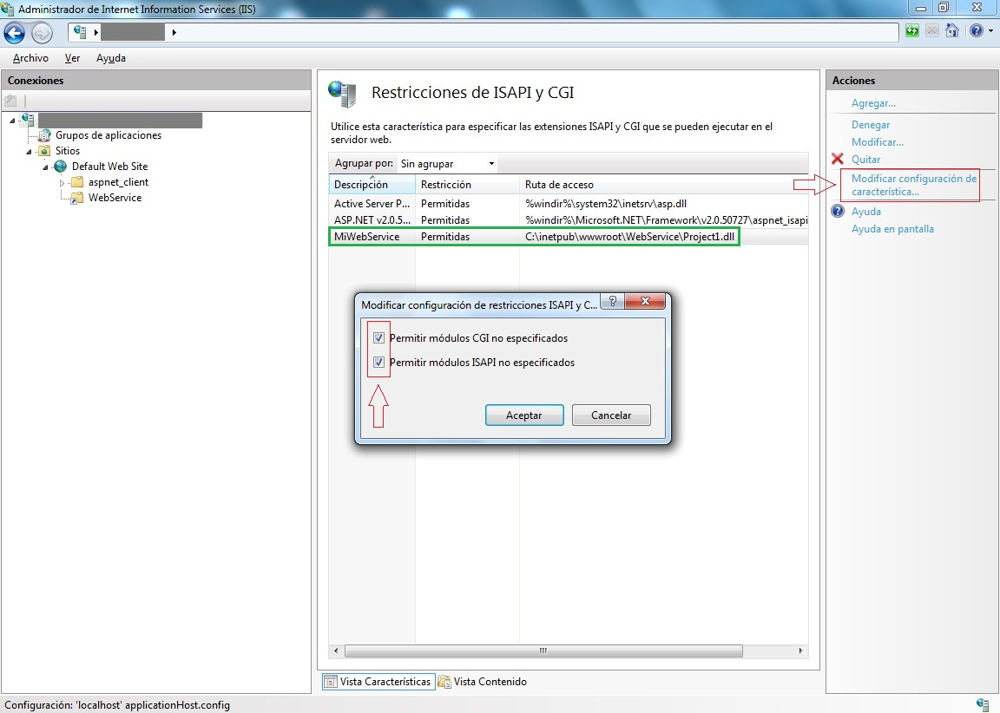 Administrador de Internet Information Services (IIS)
Archivo Ver Ayuda
Conexiones
Grupos de aplicaciones
Sitios
Default Web Site
aspnet_client
WebService
Restricciones de ISAPI y CGI
Utilice esta característica para especificar las extensiones ISAPI y CGI que se pueden ejecutar en el
servidor web.
Agrupar por: Sin agrupar
Descripción Restricción Ruta de acceso
Active Server P... Permitidas %windir%\system32\inetsrv\asp.dll
ASP.NET v2.0.5... Permitidas %windir%\Microsoft.NET\Framework\v2.0.50727\aspnet_isapi
MiWebService Permitidas C:\inetpub\wwwroot\WebService\Project1.dll
Modificar configuración de restricciones ISAPI y C...
Permitir módulos CGI no especificados
Permitir módulos ISAPI no especificados
Aceptar Cancelar
Vista Características Vista Contenido
Acciones
Agregar...
Denegar
Modificar...
Quitar
Modificar configuración de
característica...
Ayuda
Ayuda en pantalla
Configuración: 'localhost' applicationHost.config